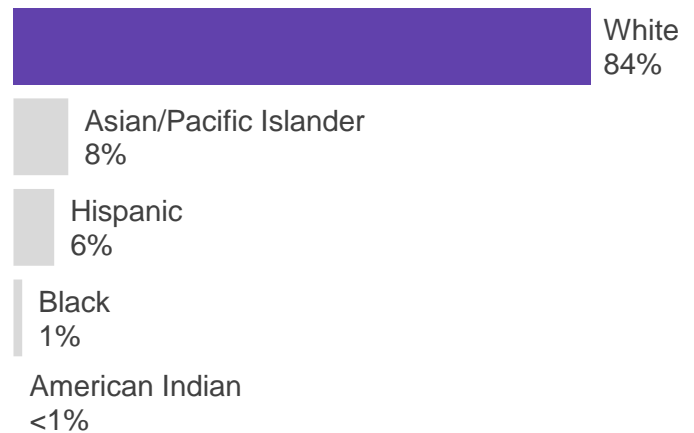 White
84%
Asian/Pacific Islander
8%
Hispanic
6%
Black
1%
American Indian
<1%